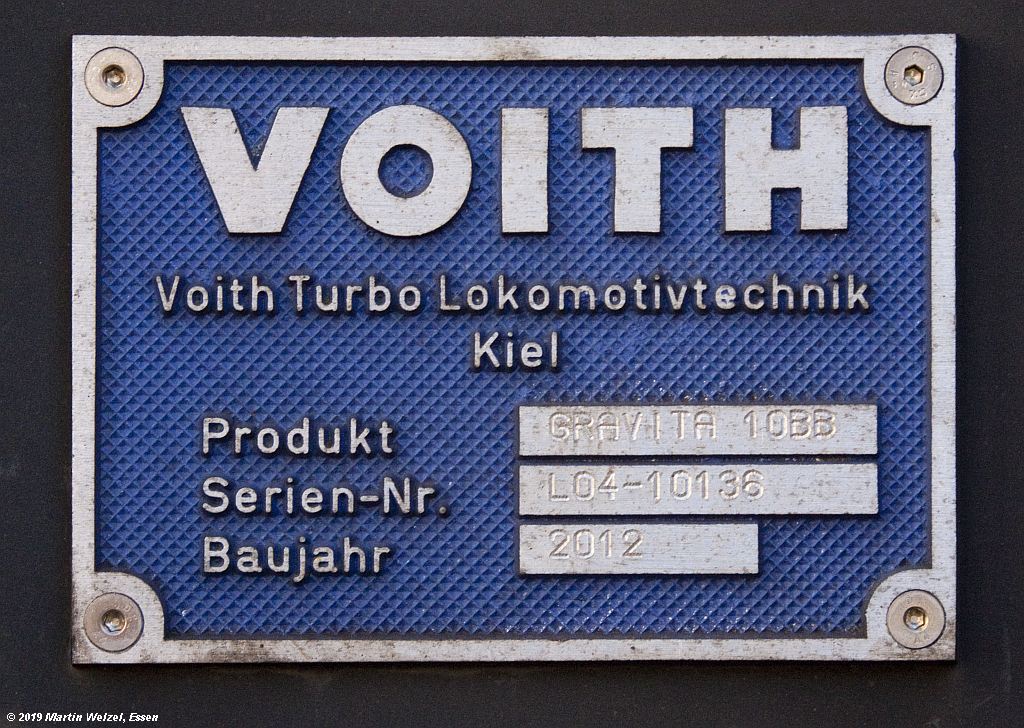 VOITH
Voith Turbo Lokomotivtechnik
Kiel
Produkt GRAVITA 10BB
Serien-Nr. L04-10136
Baujahr 2012
© 2019 Martin Welzel, Essen